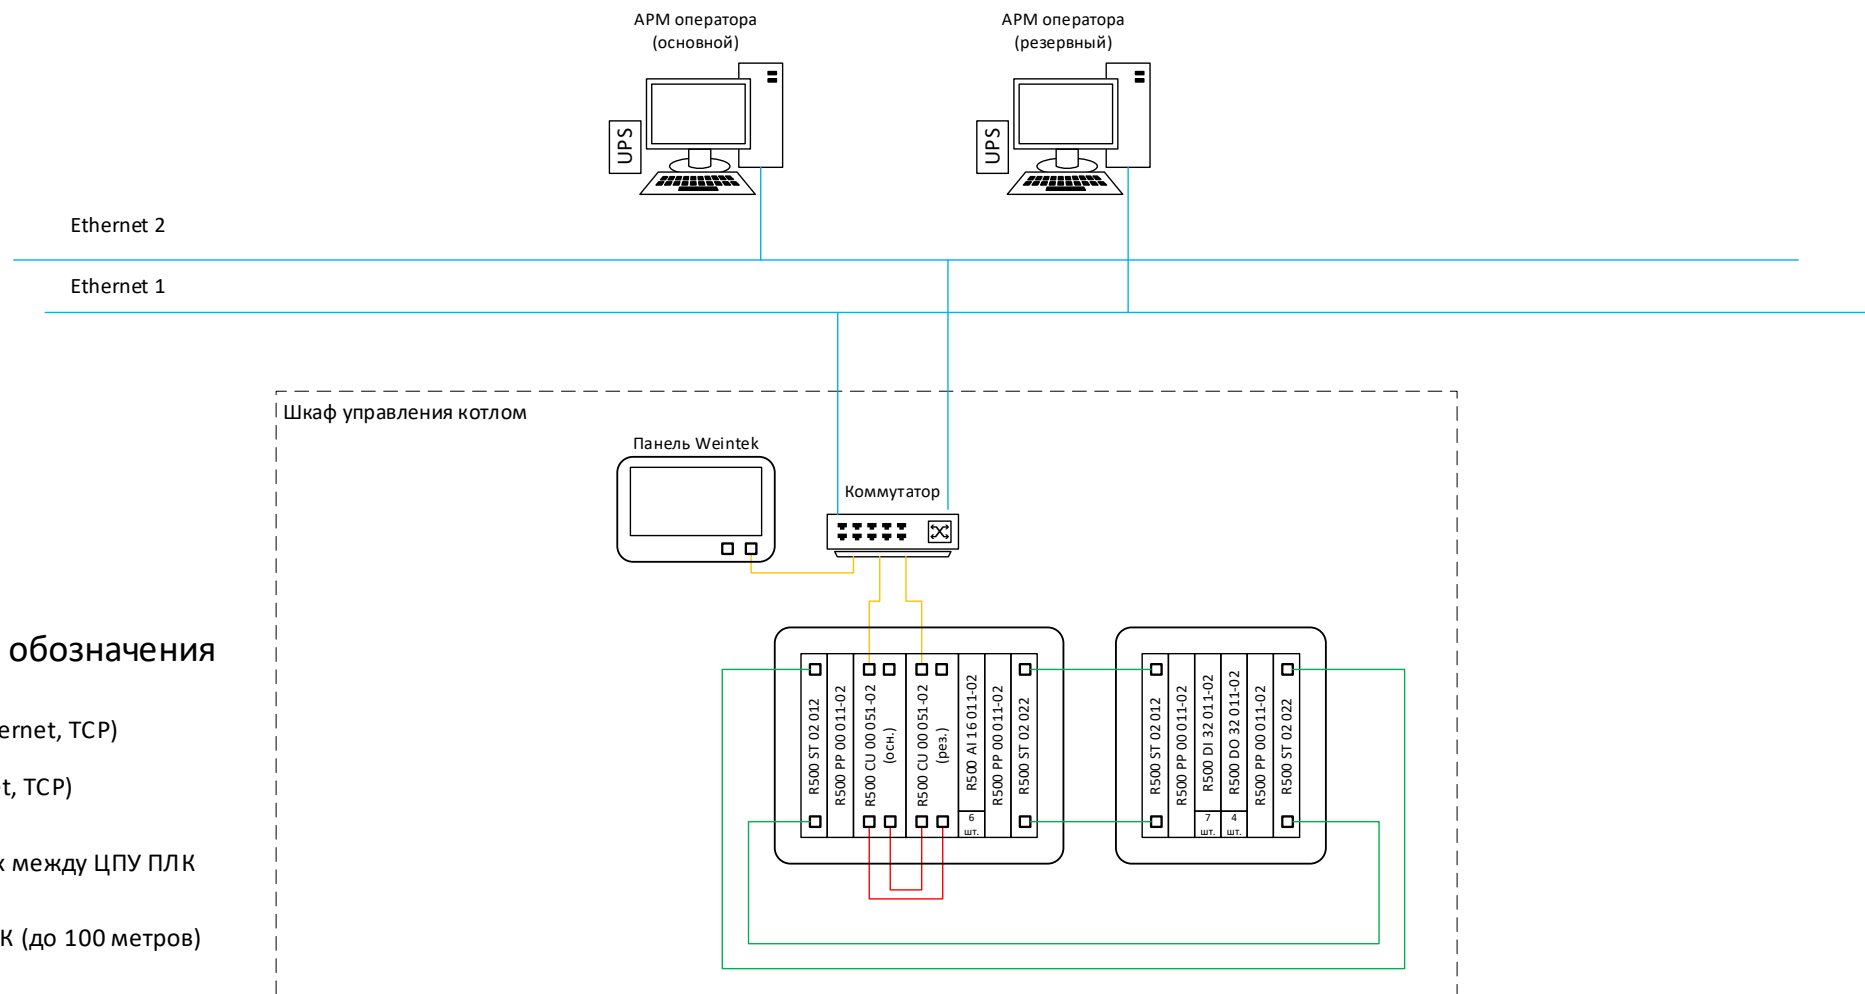 АРМ оператора
(основной)
АРМ оператора
(резервный)
UPS
UPS
Ethernet 2
Ethernet 1
Шкаф управления котлом
Панель Weintek
Коммутатор
обозначения
ernet, TCP)
t, TCP)
х между ЦПУ ПЛК
К (до 100 метров)
R500 ST 02 012
R500 PP 00 011-02
R500 CU 00 051-02
(осн.)
R500 CU 00 051-02
(рез.)
R500 AI 16 011-02
6
шт.
R500 PP 00 011-02
R500 ST 02 022
R500 ST 02 012
R500 PP 00 011-02
R500 DI 32 011-02
7
шт.
R500 DO 32 011-02
4
шт.
R500 PP 00 011-02
R500 ST 02 022